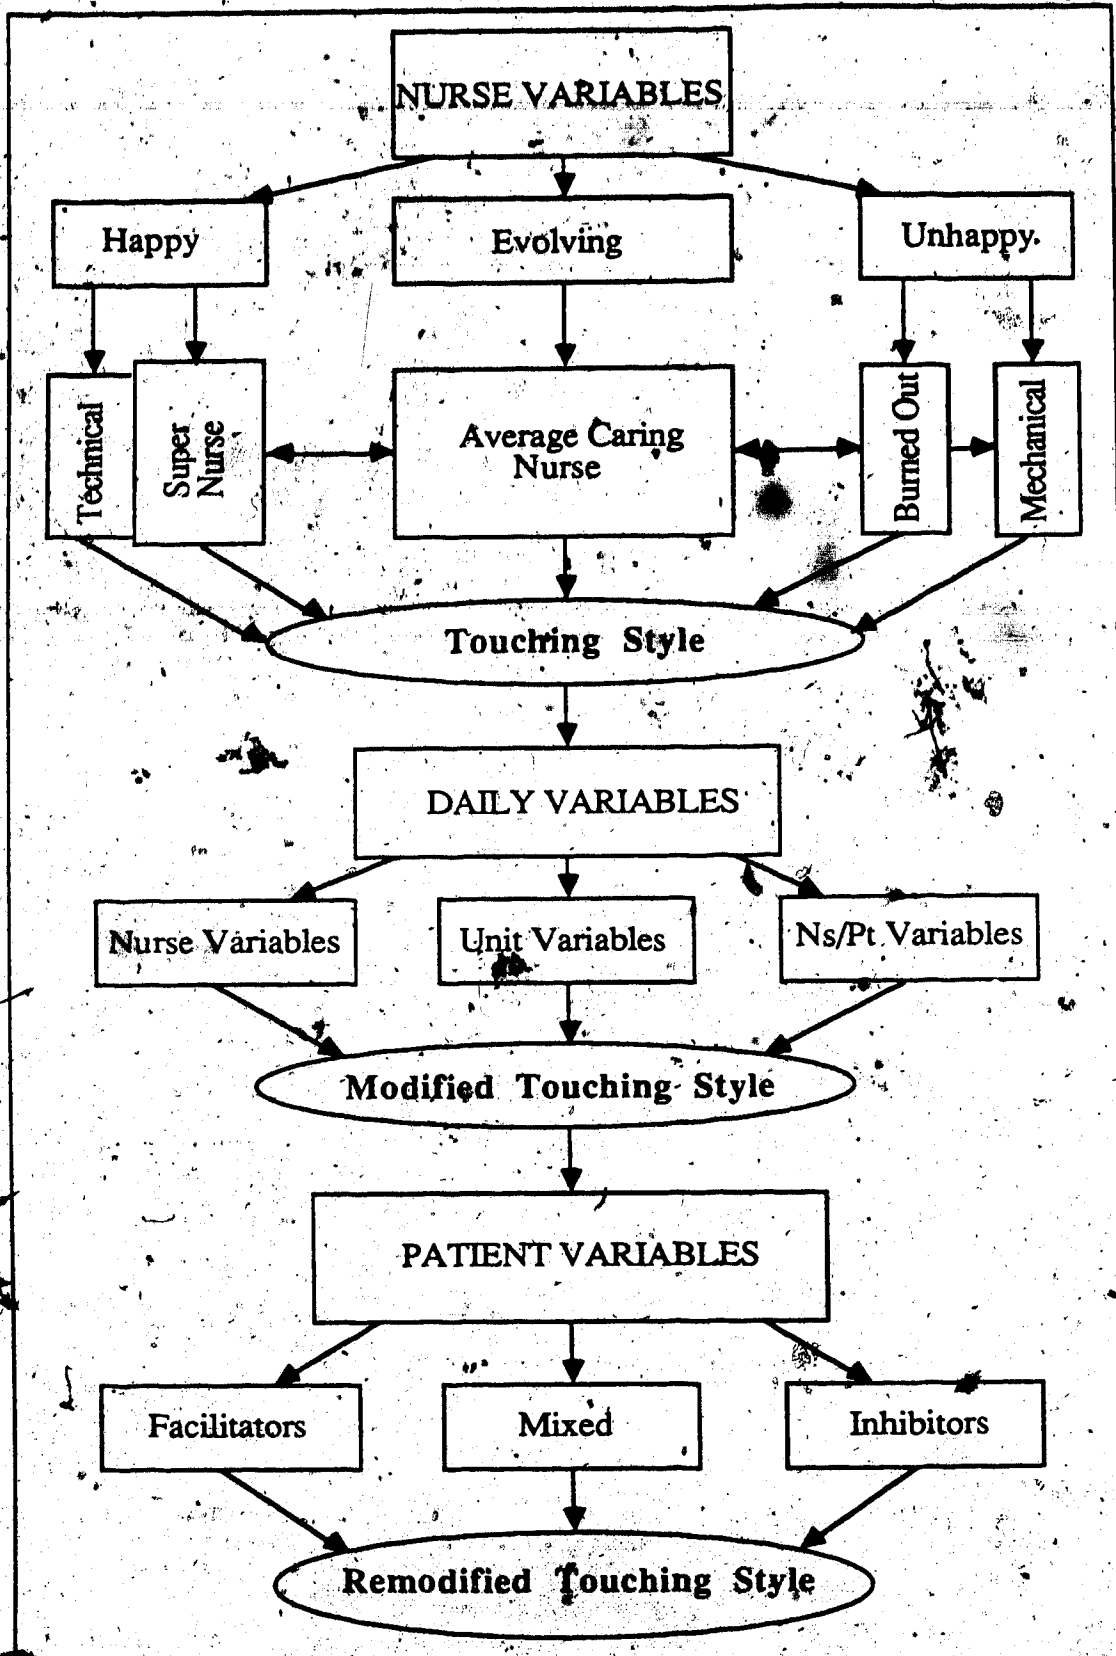 NURSE VARIABLES
Happy
Evolving
Unhappy
Technical
Super
Nurse
Average Caring
Nurse
Burned Out
Mechanical
Touching Style
DAILY VARIABLES
Nurse Variables
Unit Variables
Ns/Pt Variables
Modified Touching Style
PATIENT VARIABLES
Facilitators
Mixed
Inhibitors
Remodified Touching Style